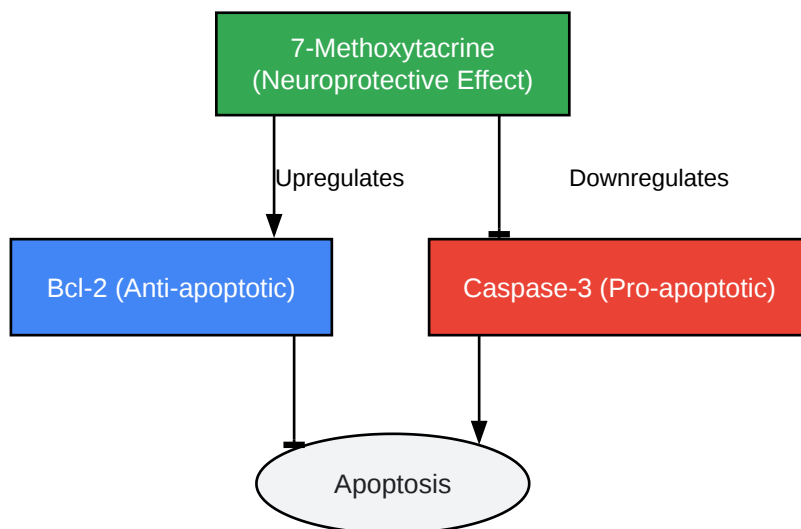 7-Methoxytacrine
(Neuroprotective Effect)
Upregulates
Downregulates
Bcl-2 (Anti-apoptotic)
Caspase-3 (Pro-apoptotic)
Apoptosis